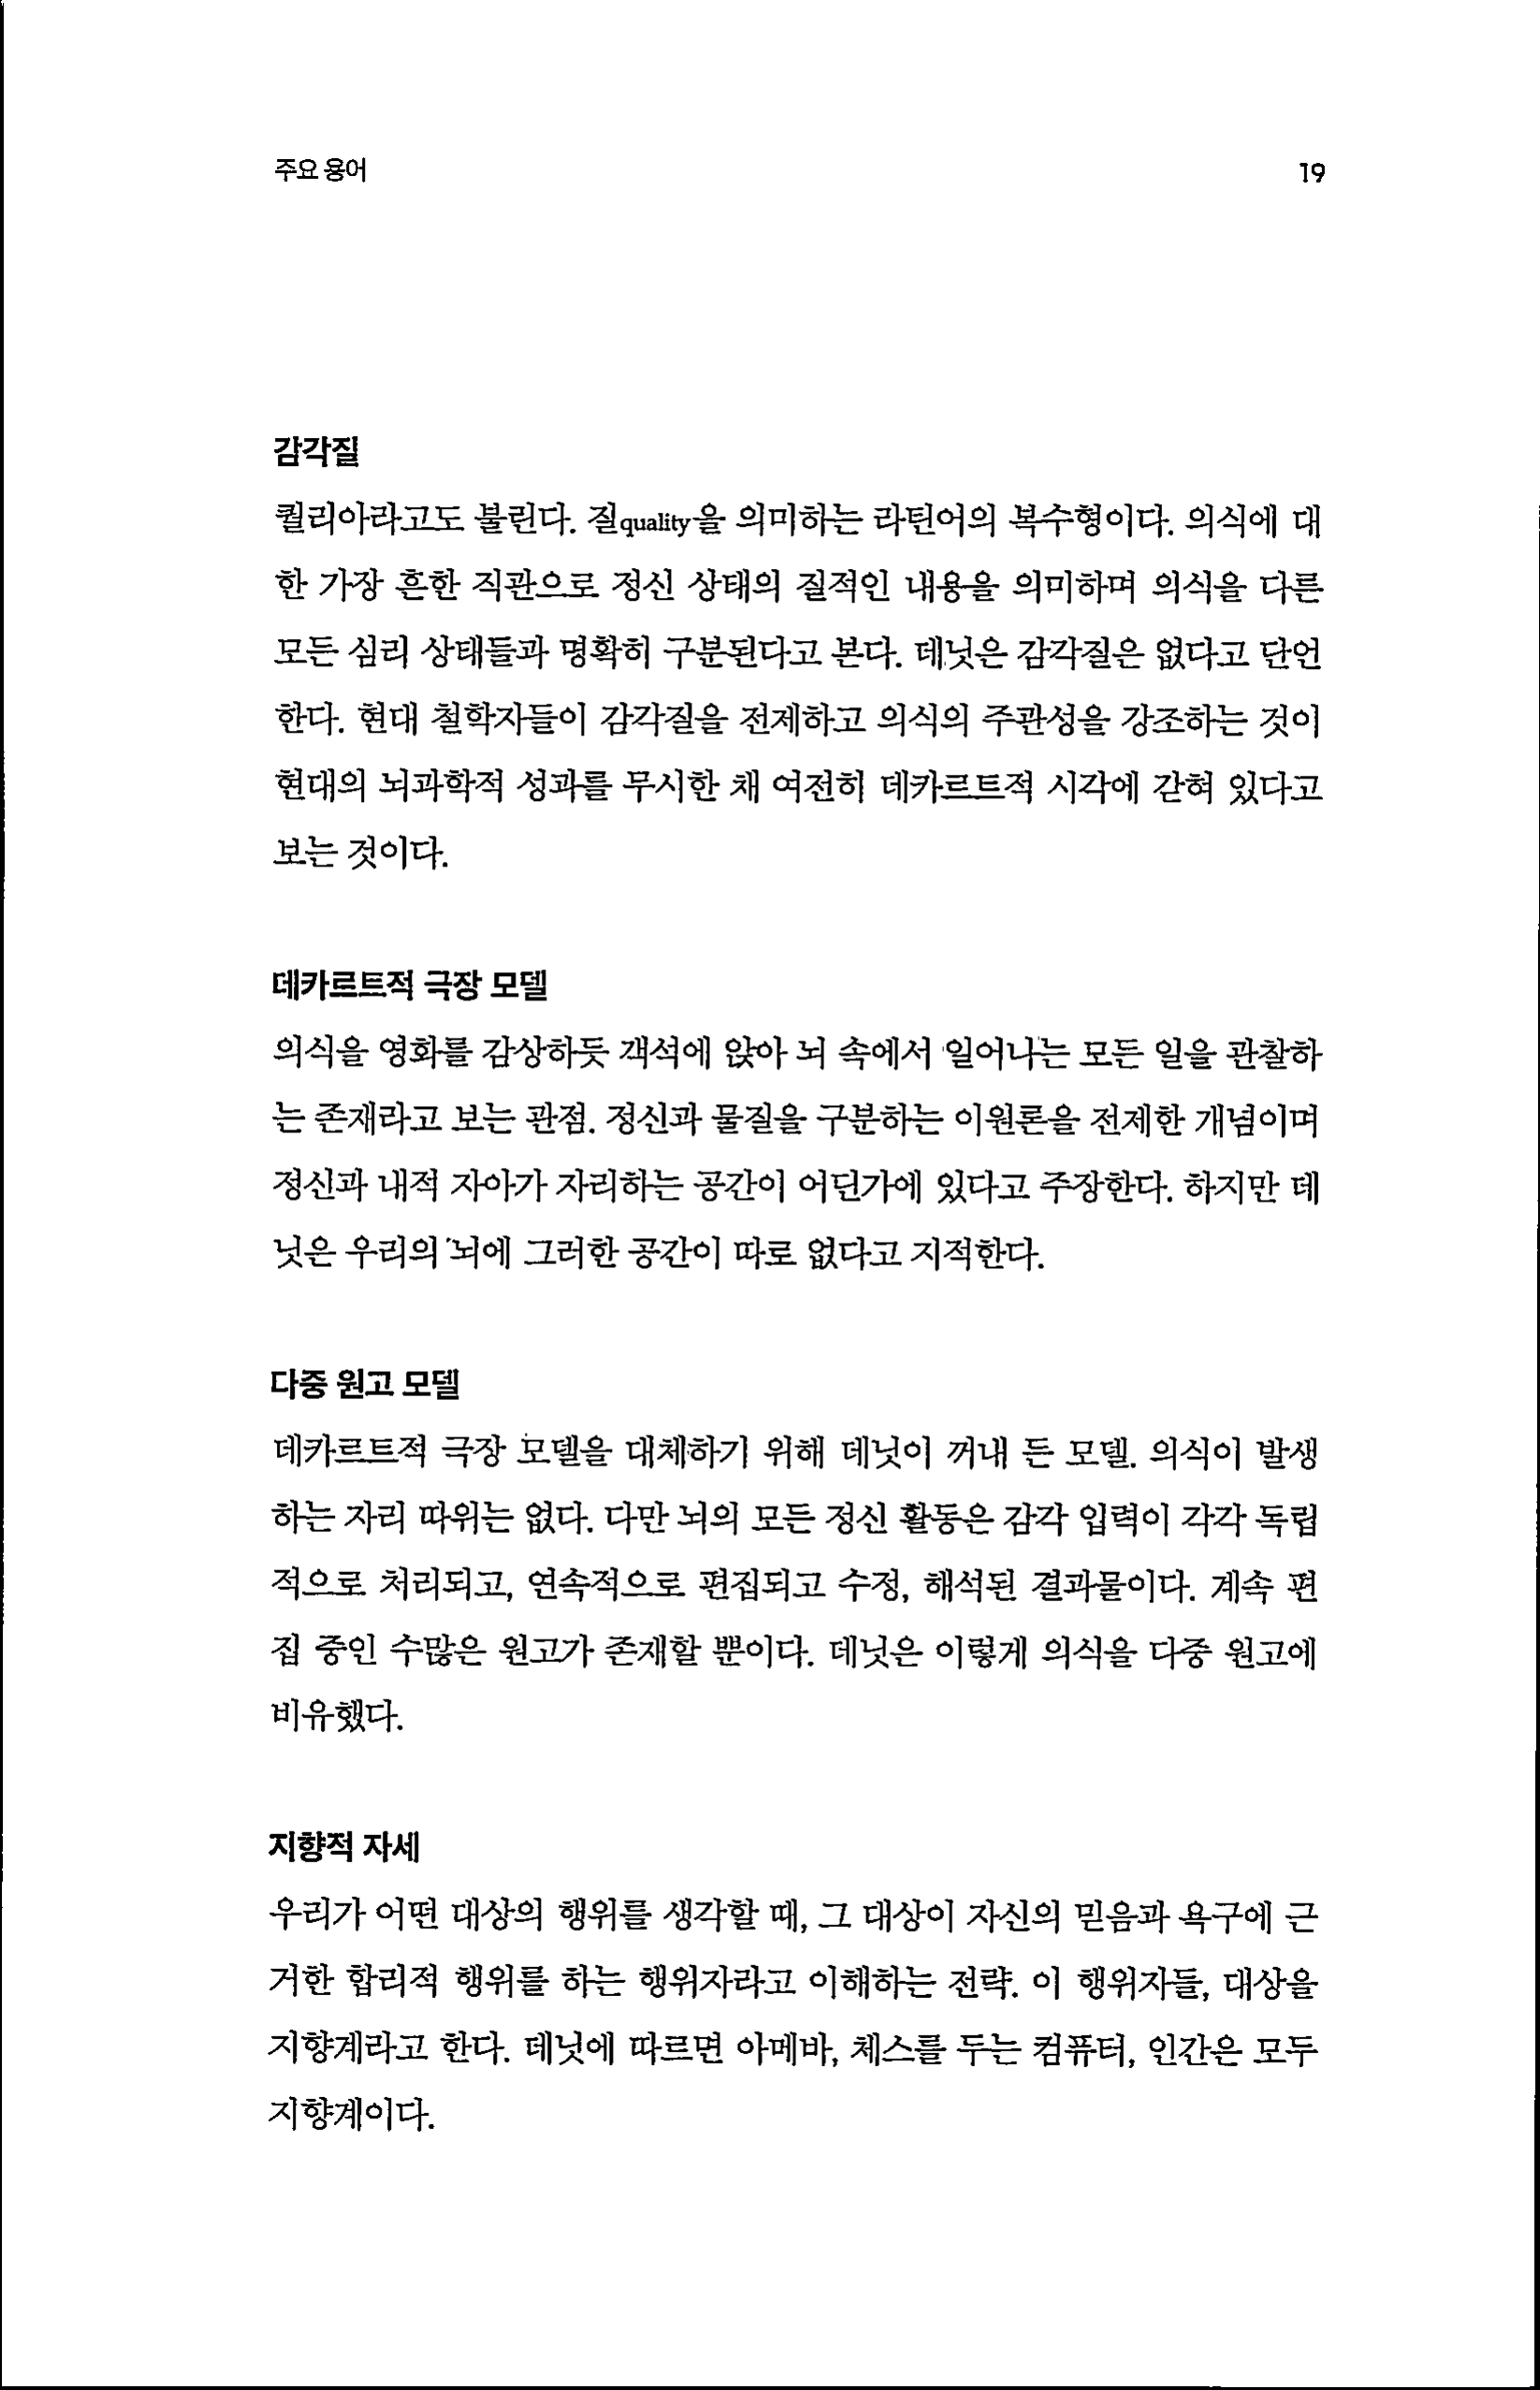 주요 용어 19
감각질
퀄리아라고도 불린다. 질quality을 의미하는 라틴어의 복수형이다. 의식에 대
한 가장 흔한 직관으로 정신 상태의 질적인 내용을 의미하며 의식을 다른
모든 심리 상태들과 명확히 구분된다고 본다. 데닛은 감각질은 없다고 단언
한다. 현대 철학자들이 감각질을 전제하고 의식의 주관성을 강조하는 것이
현대의 뇌과학적 성과를 무시한 채 여전히 데카르트적 시각에 갇혀 있다고
보는 것이다.
데카르트적 극장 모델
의식을 영화를 감상하듯 객석에 앉아 뇌 속에서 일어나는 모든 일을 관찰하
는 존재라고 보는 관점. 정신과 물질을 구분하는 이원론을 전제한 개념이며
정신과 내적 자아가 자리하는 공간이 어딘가에 있다고 주장한다. 하지만 데
닛은 우리의 뇌에 그러한 공간이 따로 없다고 지적한다.
다중 원고 모델
데카르트적 극장 모델을 대체하기 위해 데닛이 꺼내 든 모델. 의식이 발생
하는 자리 따위는 없다. 다만 뇌의 모든 정신 활동은 감각 입력이 각각 독립
적으로 처리되고, 연속적으로 편집되고 수정, 해석된 결과물이다. 계속 편
집 중인 수많은 원고가 존재할 뿐이다. 데닛은 이렇게 의식을 다중 원고에
비유했다.
지향적 자세
우리가 어떤 대상의 행위를 생각할 때, 그 대상이 자신의 믿음과 욕구에 근
거한 합리적 행위를 하는 행위자라고 이해하는 전략. 이 행위자들, 대상을
지향계라고 한다. 데닛에 따르면 아메바, 체스를 두는 컴퓨터, 인간은 모두
지향계이다.